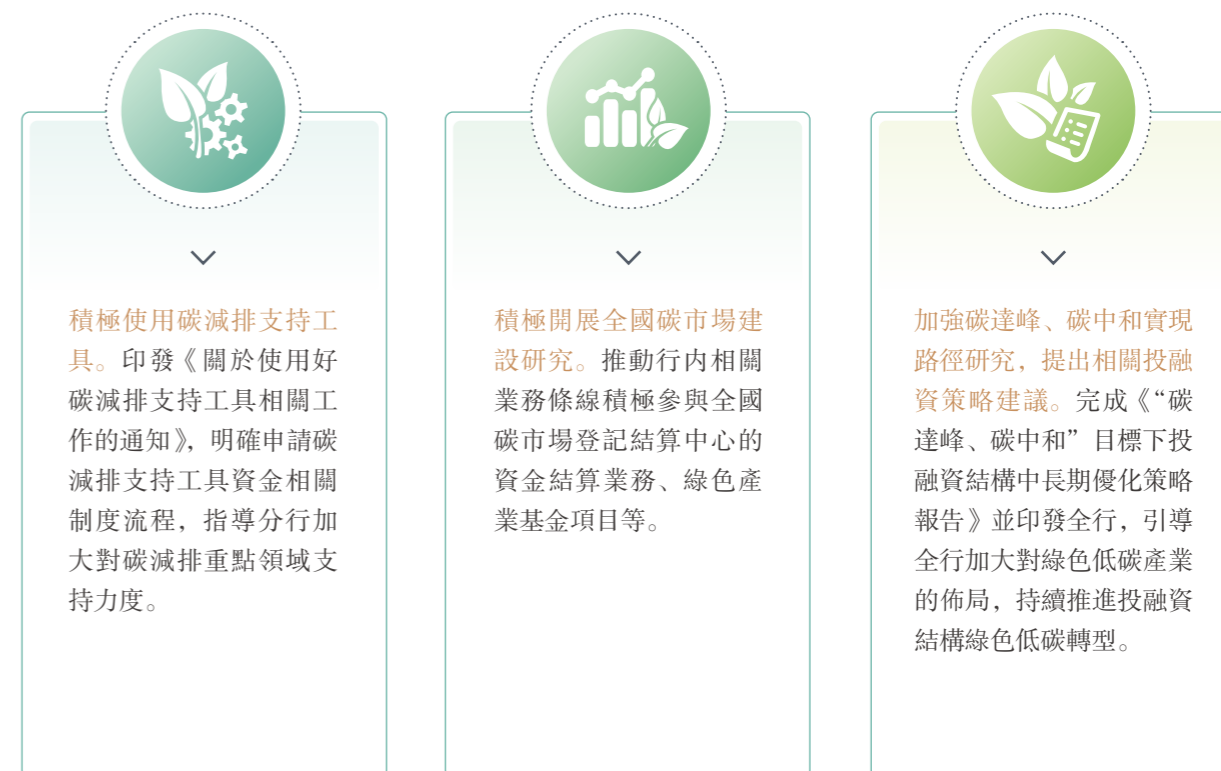 積極使用碳減排支持工
具。印發《關於使用好
碳減排支持工具相關工
作的通知》，明確申請碳
減排支持工具資金相關
制度流程，指導分行加
大對碳減排重點領域支
持力度。
積極開展全國碳市場建
設研究。推動行内相關
業務條線積極參與全國
碳市場登記結算中心的
資金結算業務、綠色產
業基金項目等。
加強碳達峰、碳中和實現
路徑研究，提出相關投融
資策略建議。完成《“碳
達峰、碳中和”目標下投
融資結構中長期優化策略
報告》並印發全行，引導
全行加大對綠色低碳產業
的佈局，持續推進投融資
結構綠色低碳轉型。